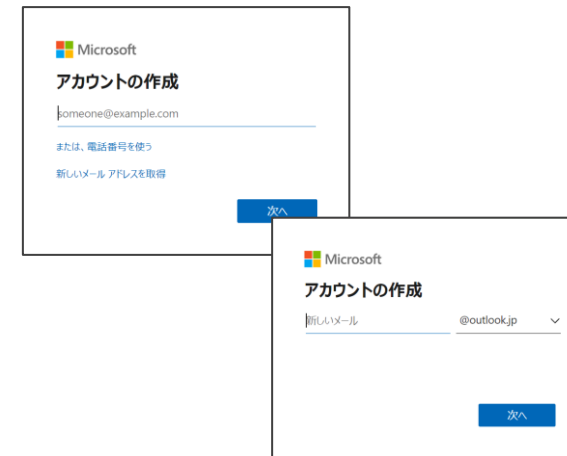 Microsoft
アカウントの作成
someone@example.com
または、電話番号を使う
新しいメール アドレスを取得
次へ
Microsoft
アカウントの作成
新しいメール @outlook.jp
次へ